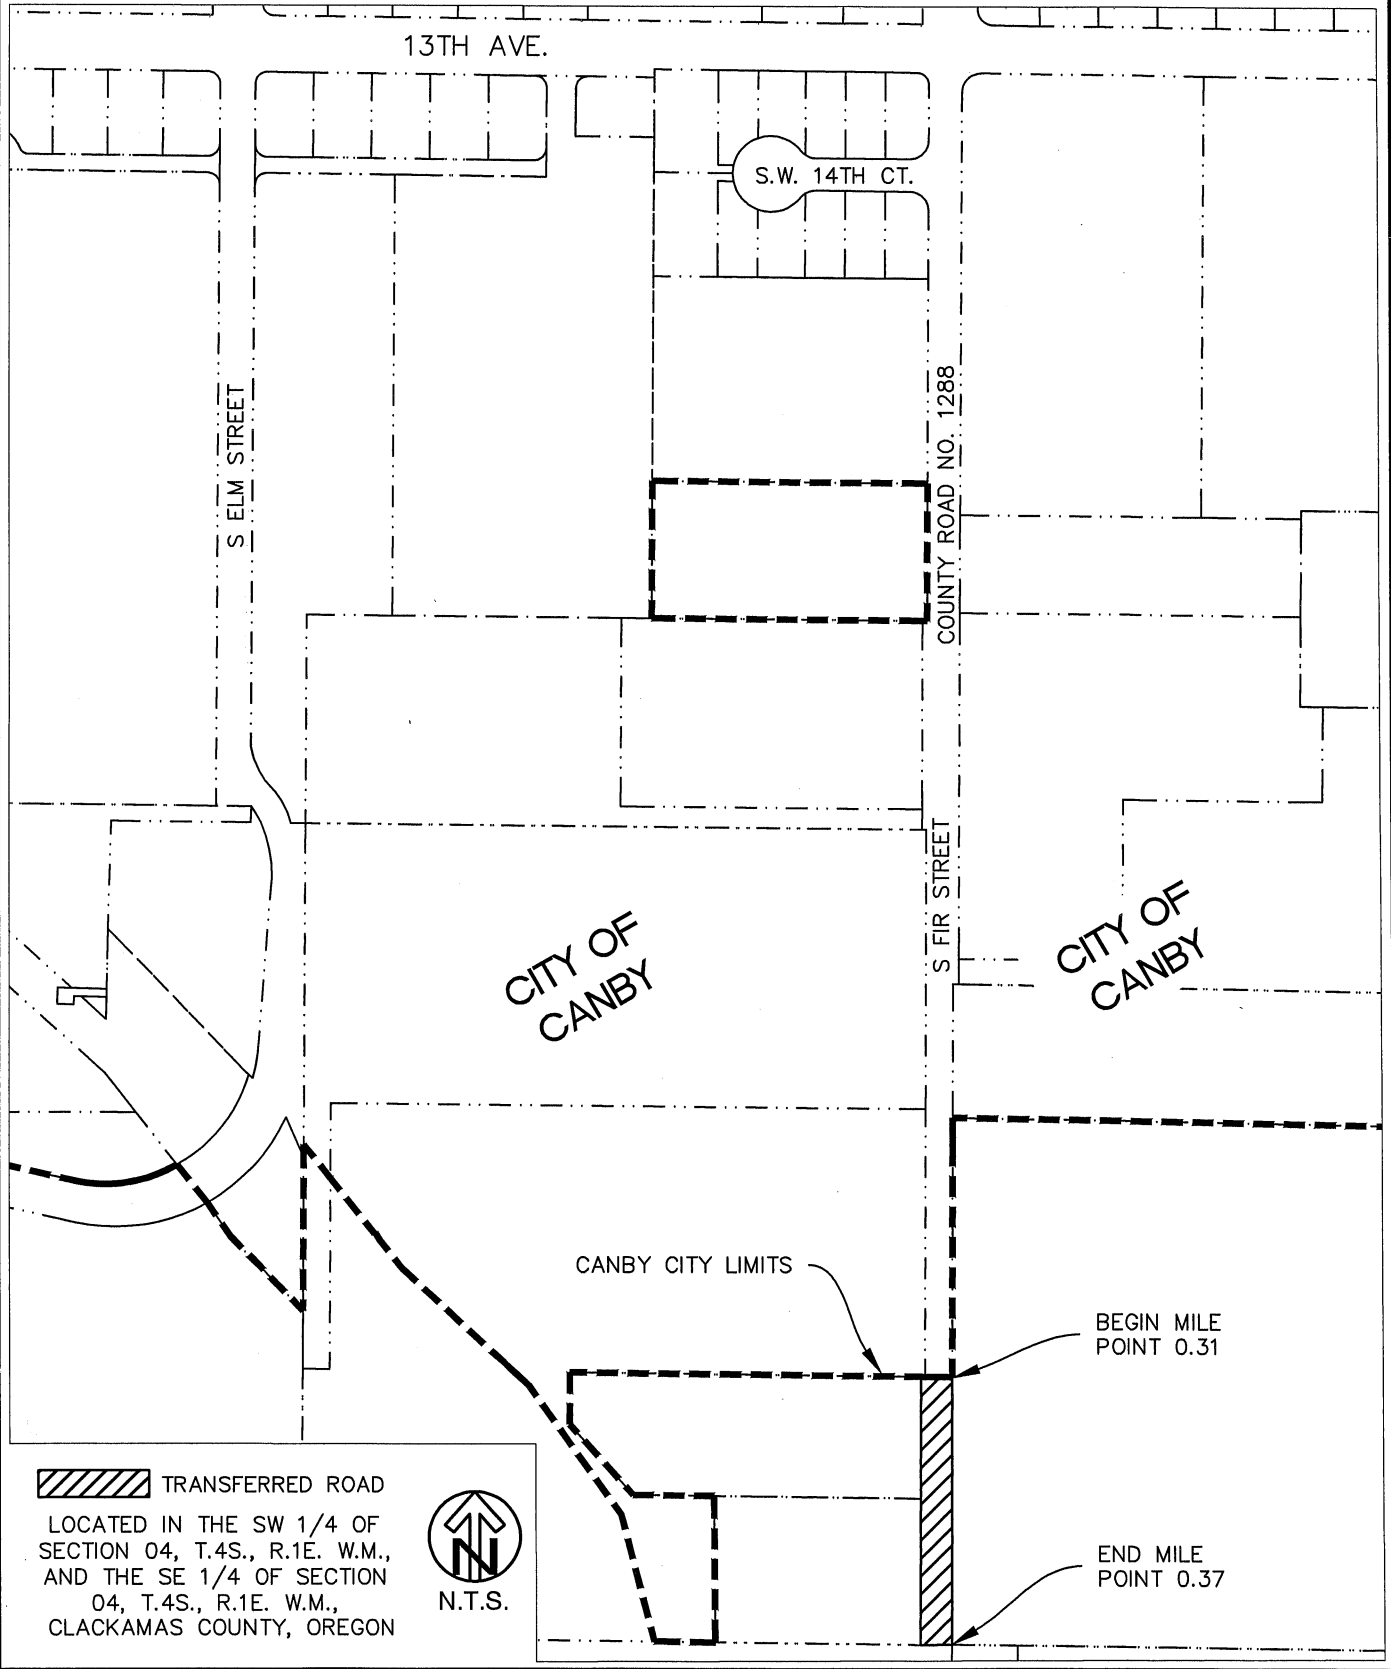 13TH AVE.
S.W. 14TH CT.
S ELM STREET
COUNTY ROAD NO. 1288
S FIR STREET
CITY OF
CANBY
CITY OF
CANBY
CANBY CITY LIMITS
BEGIN MILE
POINT 0.31
END MILE
POINT 0.37
TRANSFERRED ROAD
LOCATED IN THE SW 1/4 OF
SECTION 04, T.4S., R.1E. W.M.,
AND THE SE 1/4 OF SECTION
04, T.4S., R.1E. W.M.,
CLACKAMAS COUNTY, OREGON
N
N.T.S.